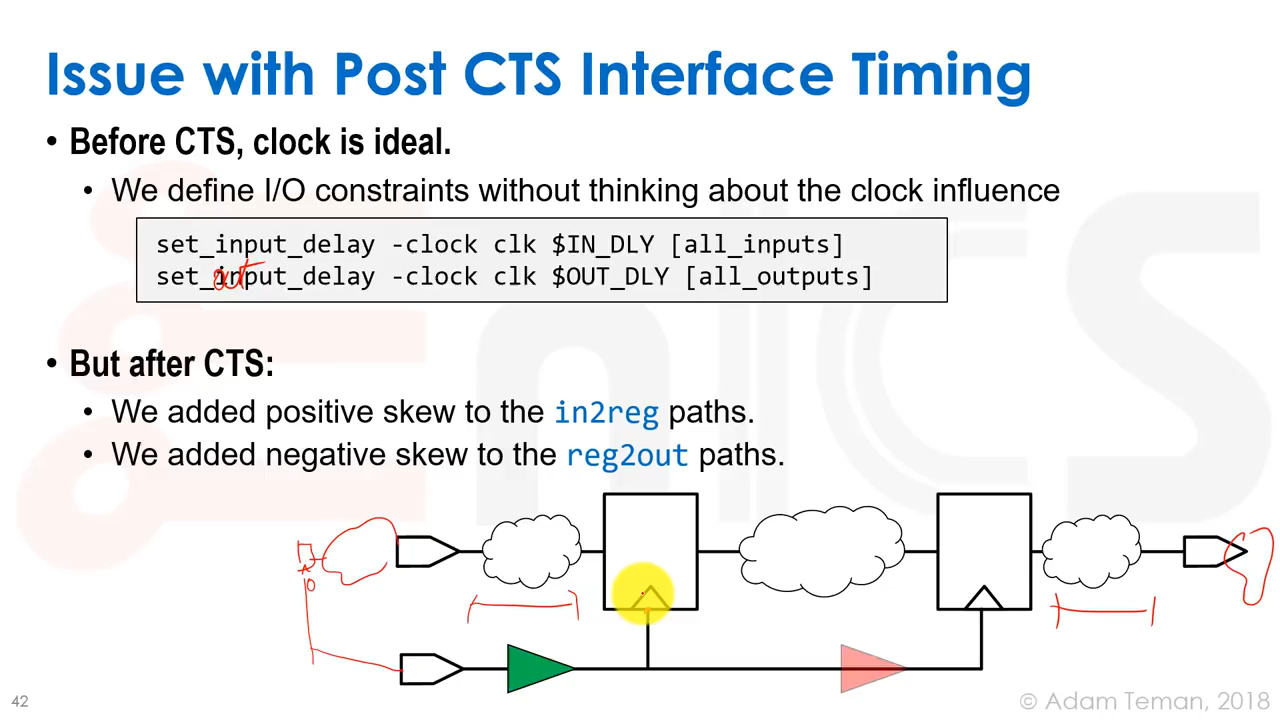 Issue with Post CTS Interface Timing
• Before CTS, clock is ideal.
• We define I/O constraints without thinking about the clock influence
set_input_delay -clock clk $IN_DLY [all_inputs]
out
set_input_delay -clock clk $OUT_DLY [all_outputs]
• But after CTS:
• We added positive skew to the in2reg paths.
• We added negative skew to the reg2out paths.
42
© Adam Teman, 2018